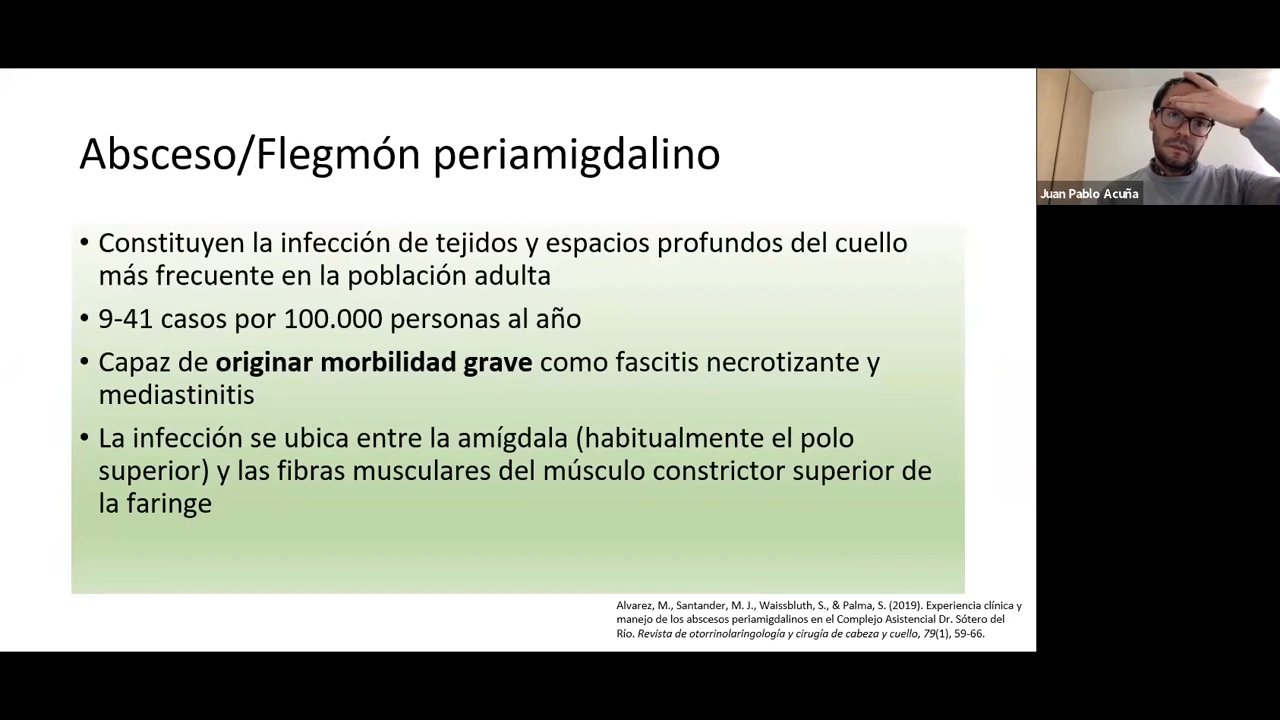 Absceso/Flegmón periamigdalino
• Constituyen la infección de tejidos y espacios profundos del cuello
más frecuente en la población adulta
• 9-41 casos por 100.000 personas al año
• Capaz de originar morbilidad grave como fascitis necrotizante y
mediastinitis
• La infección se ubica entre la amígdala (habitualmente el polo
superior) y las fibras musculares del músculo constrictor superior de
la faringe
Alvarez, M., Santander, M. J., Waissbluth, S., & Palma, S. (2019). Experiencia clínica y
manejo de los abscesos periamigdalinos en el Complejo Asistencial Dr. Sótero del
Río. Revista de otorrinolaringología y cirugía de cabeza y cuello, 79(1), 59-66.
Juan Pablo Acuña